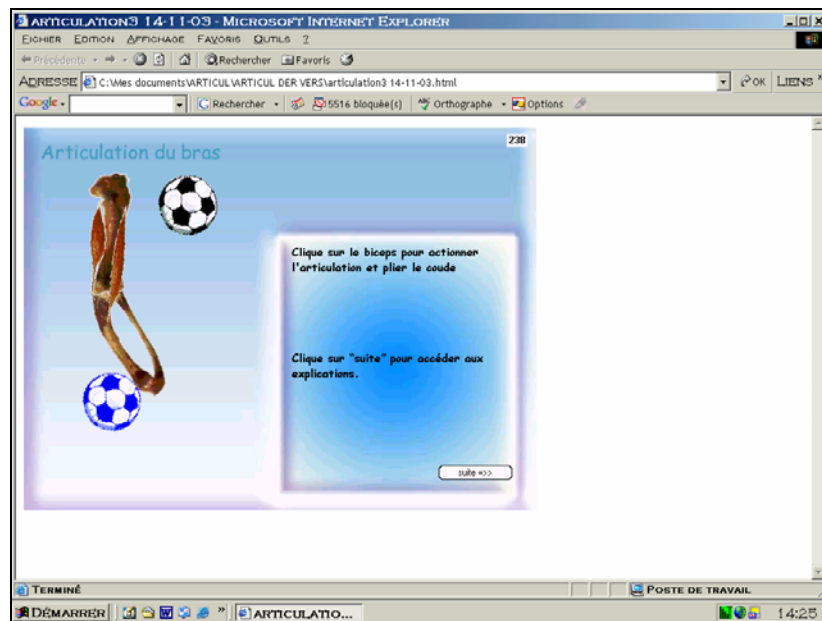 ARTICULATION3 14-11-03 - MICROSOFT INTERNET EXPLORER
FICHIER EDITION AFFICHAGE FAVORIS OUTILS ?
Précédente Rechercher Favoris
ADRESSE C:\Mes documents\ARTICUL\ARTICUL DER VERS\articulation3 14-11-03.html OK LIENS »
Google Rechercher 5516 bloquée(s) Orthographe Options
238
Articulation du bras
Clique sur le biceps pour actionner
l'articulation et plier le coude
Clique sur "suite" pour accéder aux
explications.
suite =>>
TERMINÉ POSTE DE TRAVAIL
DÉMARRER » ARTICULATIO... 14:25